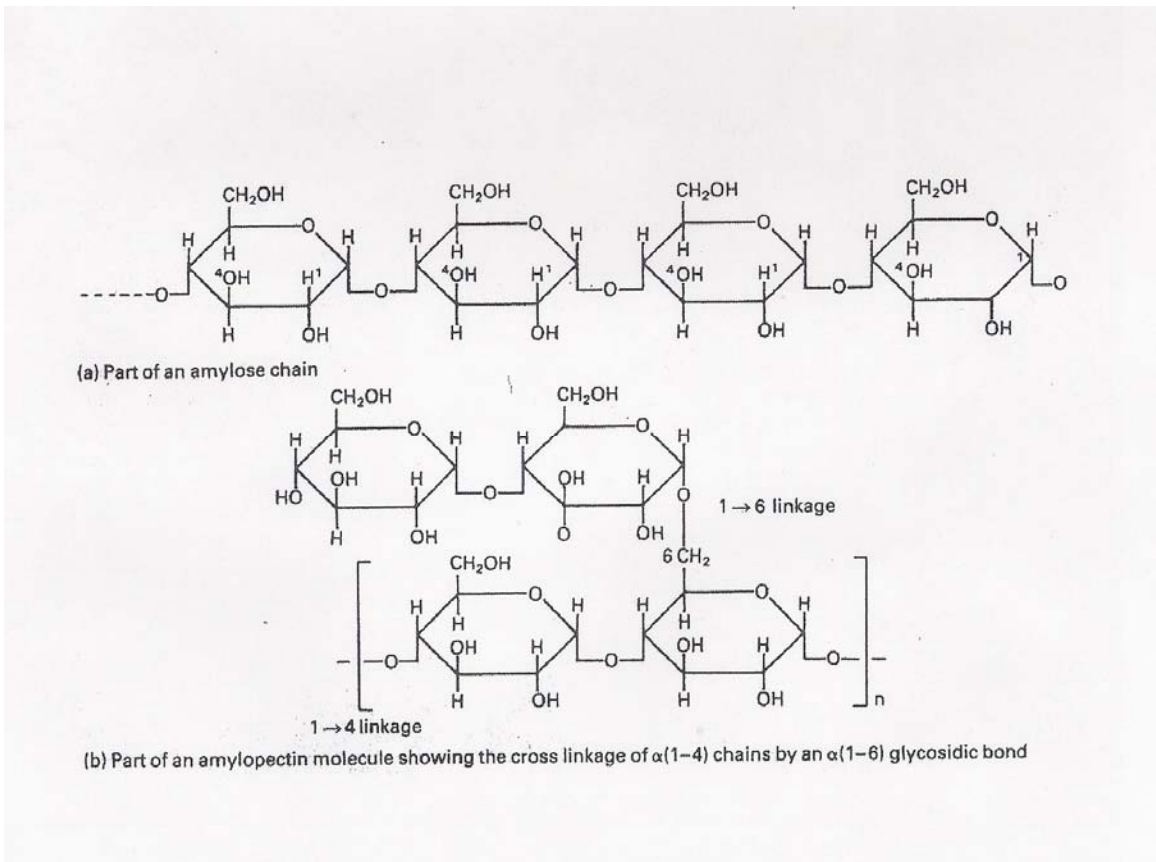 CH₂OH CH₂OH CH₂OH CH₂OH
O O O O
H H H H H H H H
H H H H
⁴OH H¹ ⁴OH H¹ ⁴OH H¹ ⁴OH 1
O O O O O
H OH H OH H OH H OH
(a) Part of an amylose chain
CH₂OH CH₂OH
O O
H H H H
H
OH H OH H O
HO O 1→6 linkage
H OH O OH
6 CH₂
CH₂OH
O O
H H H H
H H
OH H OH H
O O O
H OH H OH n
1→4 linkage
(b) Part of an amylopectin molecule showing the cross linkage of α(1–4) chains by an α(1–6) glycosidic bond